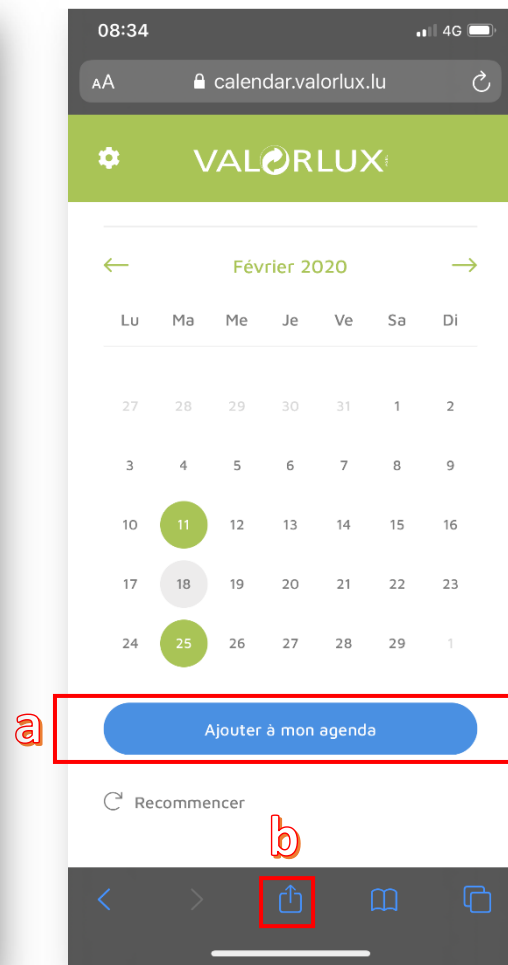 08:34 4G
AA calendar.valorlux.lu
VALORLUX
Février 2020
Lu Ma Me Je Ve Sa Di
27 28 29 30 31 1 2
3 4 5 6 7 8 9
10 11 12 13 14 15 16
17 18 19 20 21 22 23
24 25 26 27 28 29 1
a Ajouter à mon agenda
Recommencer
b